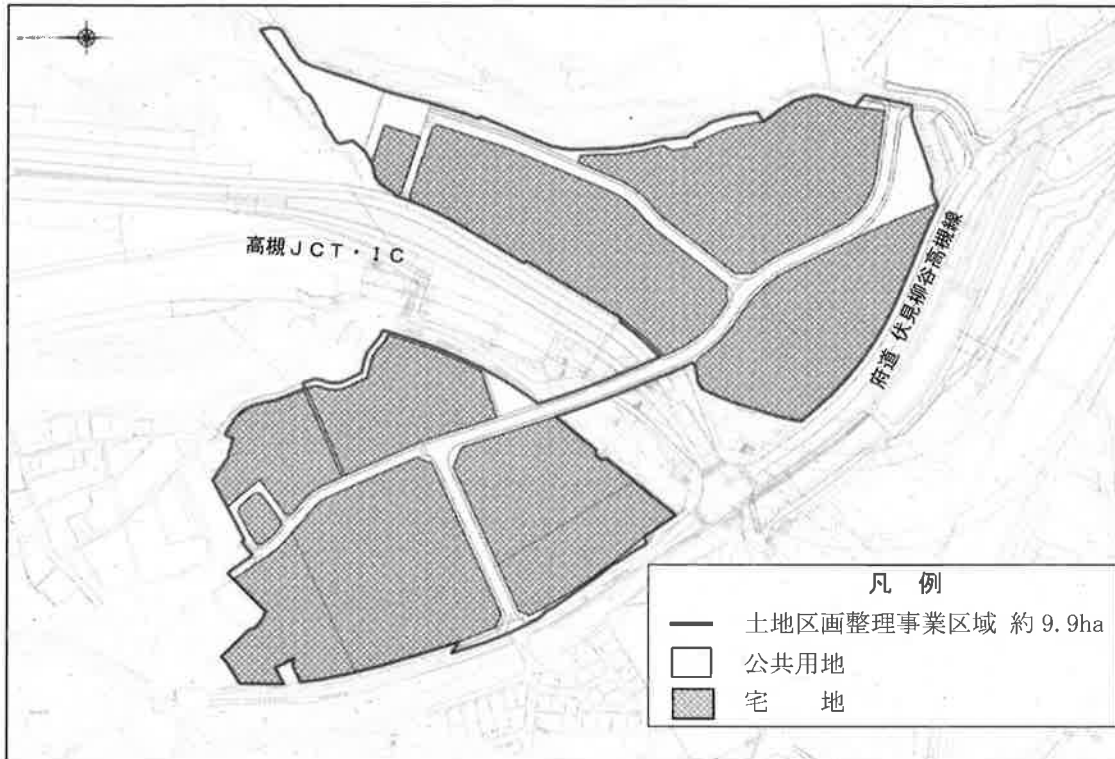 高槻JCT・IC
府道 伏見柳谷高槻線
凡 例
土地区画整理事業区域 約9.9ha
公共用地
宅 地